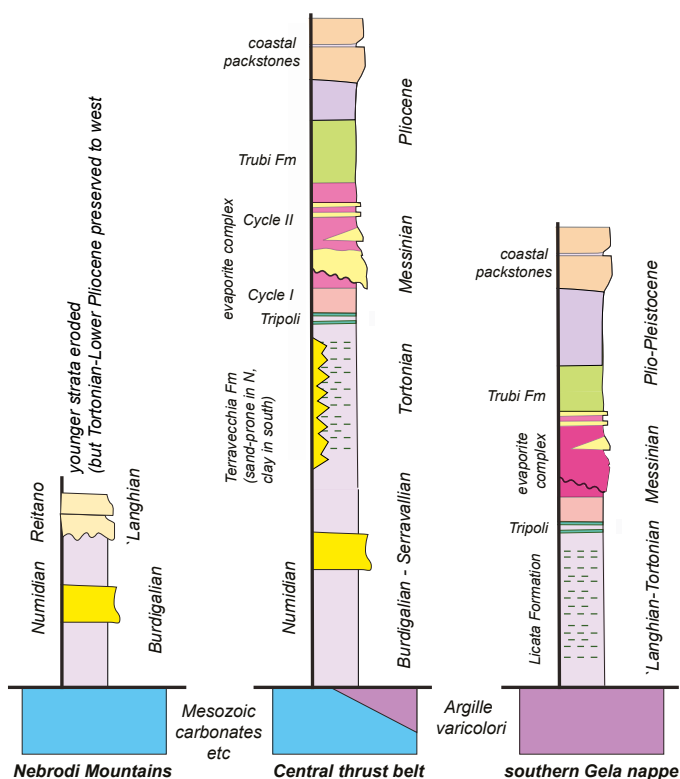 coastal
packstones
Pliocene
Trubi Fm
Cycle II
evaporite complex
Messinian
Cycle I
Tripoli
Terravecchia Fm
(sand-prone in N,
clay in south)
Tortonian
Numidian
Burdigalian - Serravallian
younger strata eroded
(but Tortonian-Lower Pliocene preserved to west
Reitano
'Langhian
Numidian
Burdigalian
coastal
packstones
Plio-Pleistocene
Trubi Fm
evaporite
complex
Messinian
Tripoli
Licata Formation
'Langhian-Tortonian
Mesozoic
carbonates
etc
Argille
varicolori
Nebrodi Mountains
Central thrust belt
southern Gela nappe